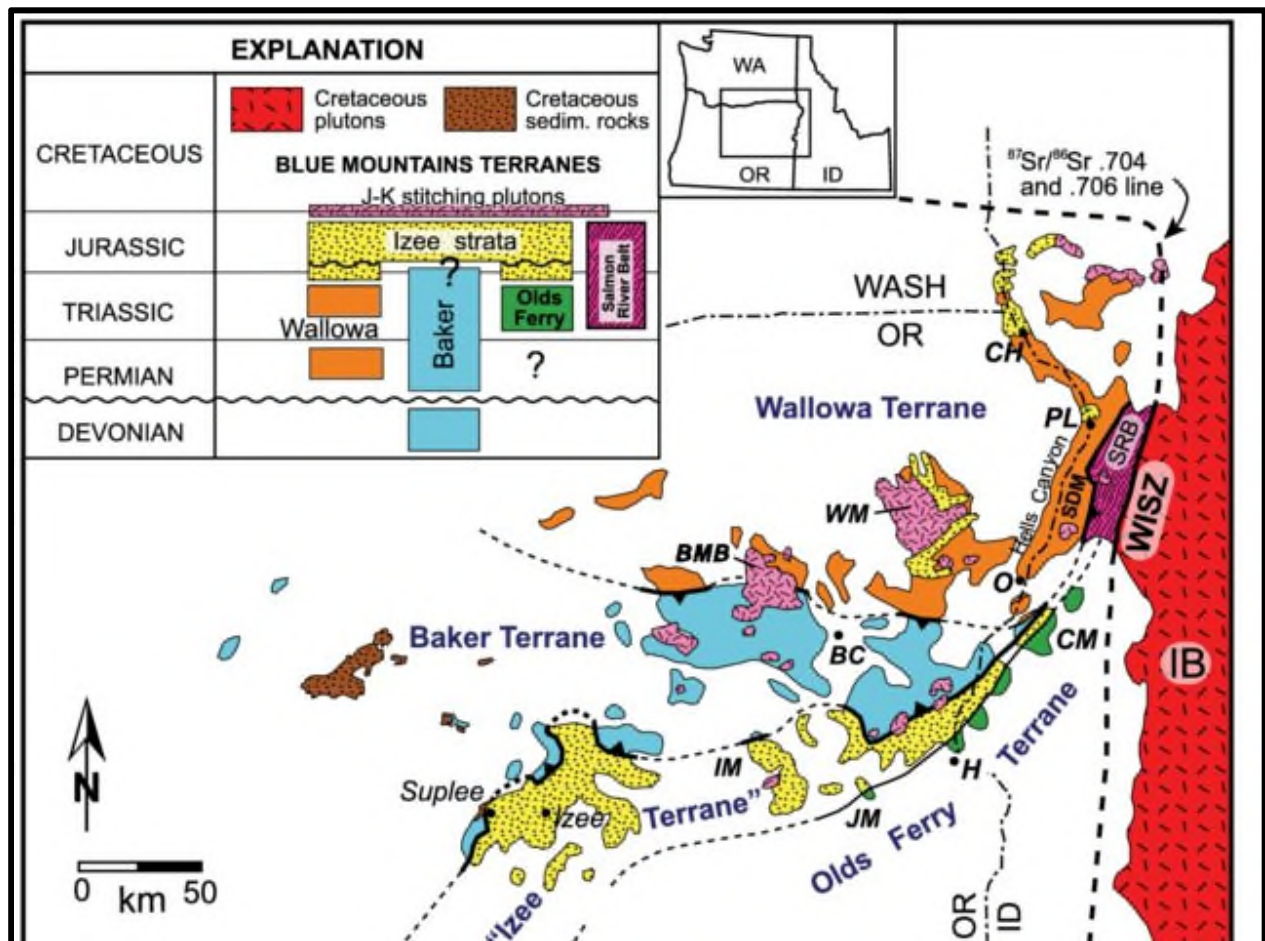 EXPLANATION
CRETACEOUS
Cretaceous
plutons
Cretaceous
sedim. rocks
BLUE MOUNTAINS TERRANES
J-K stitching plutons
JURASSIC
Izee strata
?
Salmon
River Belt
TRIASSIC
Wallowa
Baker
Olds
Ferry
PERMIAN
?
DEVONIAN
WA
OR
ID
⁸⁷Sr/⁸⁶Sr .704
and .706 line
WASH
OR
CH
Wallowa Terrane
PL
Hells Canyon
SDM
SRB
WISZ
WM
BMB
O
Baker Terrane
BC
CM
IB
N
Suplee
Izee
IM
Terrane"
JM
H
Olds Ferry Terrane
"Izee
0 50
km
OR
ID